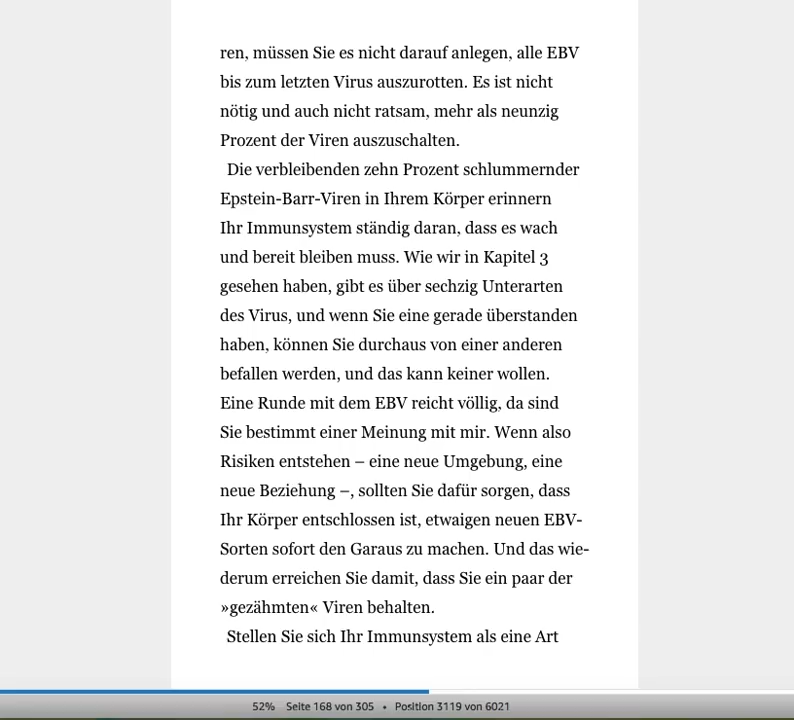 ren, müssen Sie es nicht darauf anlegen, alle EBV
bis zum letzten Virus auszurotten. Es ist nicht
nötig und auch nicht ratsam, mehr als neunzig
Prozent der Viren auszuschalten.
Die verbleibenden zehn Prozent schlummernder
Epstein-Barr-Viren in Ihrem Körper erinnern
Ihr Immunsystem ständig daran, dass es wach
und bereit bleiben muss. Wie wir in Kapitel 3
gesehen haben, gibt es über sechzig Unterarten
des Virus, und wenn Sie eine gerade überstanden
haben, können Sie durchaus von einer anderen
befallen werden, und das kann keiner wollen.
Eine Runde mit dem EBV reicht völlig, da sind
Sie bestimmt einer Meinung mit mir. Wenn also
Risiken entstehen – eine neue Umgebung, eine
neue Beziehung –, sollten Sie dafür sorgen, dass
Ihr Körper entschlossen ist, etwaigen neuen EBV-
Sorten sofort den Garaus zu machen. Und das wie-
derum erreichen Sie damit, dass Sie ein paar der
»gezähmten« Viren behalten.
Stellen Sie sich Ihr Immunsystem als eine Art
52% Seite 168 von 305 • Position 3119 von 6021